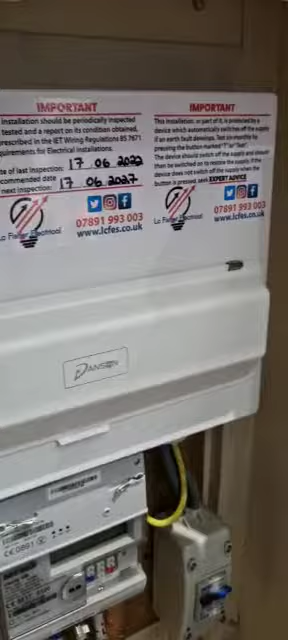 IMPORTANT
installation should be periodically inspected
tested and a report on its condition obtained,
prescribed in the IET Wiring Regulations BS 7671
Requirements for Electrical installations.
of last inspection: 17 06 2022
commended date
next inspection: 17 06 2027
Electrical
07891 993 003
www.lcfes.co.uk
IMPORTANT
This installation, or part of it, is protected by a
device which automatically switches off the supply
if an earth fault develops. Test six-monthly by
pressing the button marked 'T' or 'Test'.
The device should switch off the supply and should
then be switched on to restore the supply. If the
device does not switch off the supply when the
button is pressed, seek EXPERT ADVICE
Electrical
07891 993 003
www.lcfes.co.uk
DANSON
CE